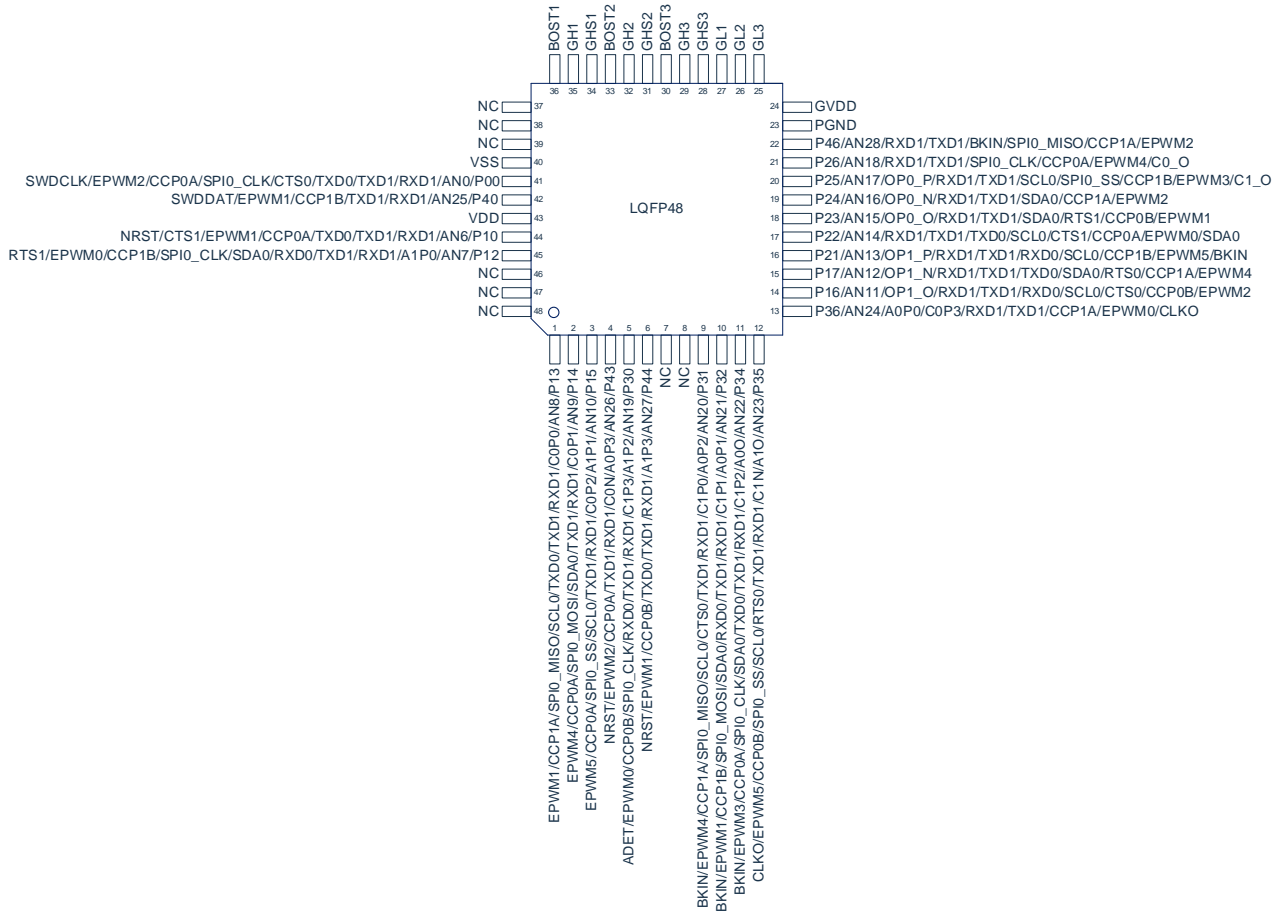 BOST1
GH1
GHS1
BOST2
GH2
GHS2
BOST3
GH3
GHS3
GL1
GL2
GL3
36
35
34
33
32
31
30
29
28
27
26
25
NC 37
NC 38
NC 39
VSS 40
SWDCLK/EPWM2/CCP0A/SPI0_CLK/CTS0/TXD0/TXD1/RXD1/AN0/P00 41
SWDDAT/EPWM1/CCP1B/TXD1/RXD1/AN25/P40 42
VDD 43
NRST/CTS1/EPWM1/CCP0A/TXD0/TXD1/RXD1/AN6/P10 44
RTS1/EPWM0/CCP1B/SPI0_CLK/SDA0/RXD0/TXD1/RXD1/A1P0/AN7/P12 45
NC 46
NC 47
NC 48
LQFP48
24 GVDD
23 PGND
22 P46/AN28/RXD1/TXD1/BKIN/SPI0_MISO/CCP1A/EPWM2
21 P26/AN18/RXD1/TXD1/SPI0_CLK/CCP0A/EPWM4/C0_O
20 P25/AN17/OP0_P/RXD1/TXD1/SCL0/SPI0_SS/CCP1B/EPWM3/C1_O
19 P24/AN16/OP0_N/RXD1/TXD1/SDA0/CCP1A/EPWM2
18 P23/AN15/OP0_O/RXD1/TXD1/SDA0/RTS1/CCP0B/EPWM1
17 P22/AN14/RXD1/TXD1/TXD0/SCL0/CTS1/CCP0A/EPWM0/SDA0
16 P21/AN13/OP1_P/RXD1/TXD1/RXD0/SCL0/CCP1B/EPWM5/BKIN
15 P17/AN12/OP1_N/RXD1/TXD1/TXD0/SDA0/RTS0/CCP1A/EPWM4
14 P16/AN11/OP1_O/RXD1/TXD1/RXD0/SCL0/CTS0/CCP0B/EPWM2
13 P36/AN24/A0P0/C0P3/RXD1/TXD1/CCP1A/EPWM0/CLKO
1
2
3
4
5
6
7
8
9
10
11
12
EPWM1/CCP1A/SPI0_MISO/SCL0/TXD0/TXD1/RXD1/C0P0/AN8/P13
EPWM4/CCP0A/SPI0_MOSI/SDA0/TXD1/RXD1/C0P1/AN9/P14
EPWM5/CCP0A/SPI0_SS/SCL0/TXD1/RXD1/C0P2/A1P1/AN10/P15
NRST/EPWM2/CCP0A/TXD1/RXD1/C0N/A0P3/AN26/P43
ADET/EPWM0/CCP0B/SPI0_CLK/RXD0/TXD1/RXD1/C1P3/A1P2/AN19/P30
NRST/EPWM1/CCP0B/TXD0/TXD1/RXD1/A1P3/AN27/P44
NC
NC
BKIN/EPWM4/CCP1A/SPI0_MISO/SCL0/CTS0/TXD1/RXD1/C1P0/A0P2/AN20/P31
BKIN/EPWM1/CCP1B/SPI0_MOSI/SDA0/RXD0/TXD1/RXD1/C1P1/A0P1/AN21/P32
BKIN/EPWM3/CCP0A/SPI0_CLK/SDA0/TXD0/TXD1/RXD1/C1P2/A0O/AN22/P34
CLKO/EPWM5/CCP0B/SPI0_SS/SCL0/RTS0/TXD1/RXD1/C1N/A1O/AN23/P35